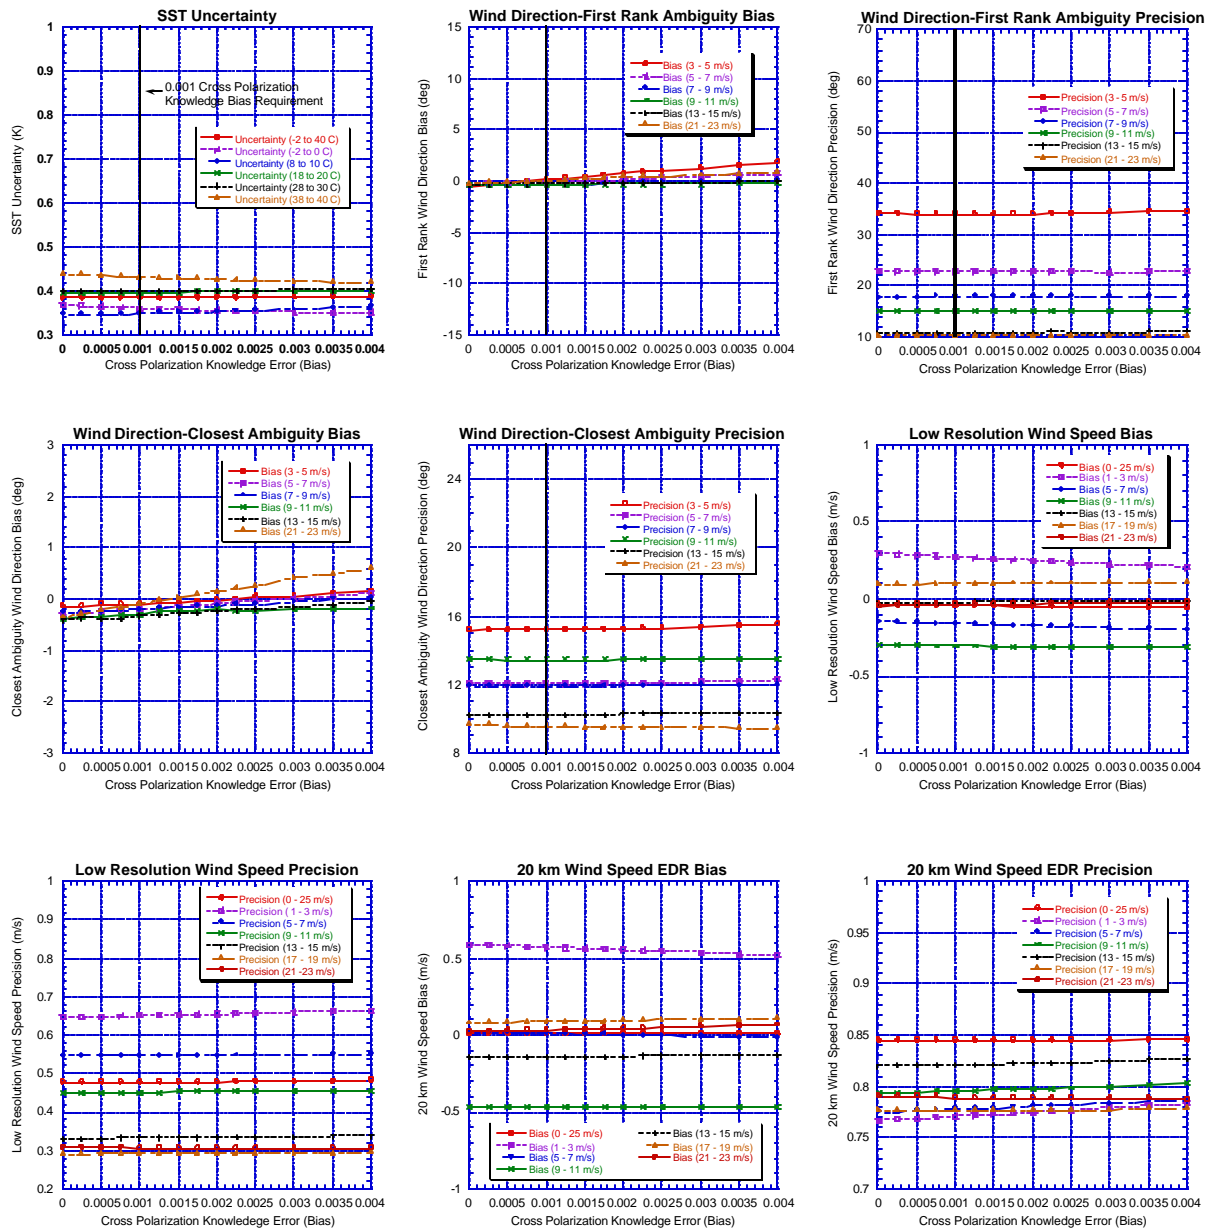 SST Uncertainty
1
0.9
0.8
0.7
0.6
0.5
0.4
0.3
SST Uncertainty (K)
0.001 Cross Polarization
Knowledge Bias Requirement
Uncertainty (-2 to 40 C)
Uncertainty (-2 to 0 C)
Uncertainty (8 to 10 C)
Uncertainty (18 to 20 C)
Uncertainty (28 to 30 C)
Uncertainty (38 to 40 C)
0 0.0005 0.001 0.0015 0.002 0.0025 0.003 0.0035 0.004
Cross Polarization Knowledge Error (Bias)
Wind Direction-First Rank Ambiguity Bias
15
10
5
0
-5
-10
-15
First Rank Wind Direction Bias (deg)
Bias (3 - 5 m/s)
Bias (5 - 7 m/s)
Bias (7 - 9 m/s)
Bias (9 - 11 m/s)
Bias (13 - 15 m/s)
Bias (21 - 23 m/s)
0 0.0005 0.001 0.0015 0.002 0.0025 0.003 0.0035 0.004
Cross Polarization Knowledge Error (Bias)
Wind Direction-First Rank Ambiguity Precision
70
60
50
40
30
20
10
First Rank Wind Direction Precision (deg)
Precision (3 - 5 m/s)
Precision (5 - 7 m/s)
Precision (7 - 9 m/s)
Precision (9 - 11 m/s)
Precision (13 - 15 m/s)
Precision (21 - 23 m/s)
0 0.0005 0.001 0.0015 0.002 0.0025 0.003 0.0035 0.004
Cross Polarization Knowledge Error (Bias)
Wind Direction-Closest Ambiguity Bias
3
2
1
0
-1
-2
-3
Closest Ambiguity Wind Direction Bias (deg)
Bias (3 - 5 m/s)
Bias (5 - 7 m/s)
Bias (7 - 9 m/s)
Bias (9 - 11 m/s)
Bias (13 - 15 m/s)
Bias (21 - 23 m/s)
0 0.0005 0.001 0.0015 0.002 0.0025 0.003 0.0035 0.004
Cross Polarization Knowledge Error (Bias)
Wind Direction-Closest Ambiguity Precision
24
20
16
12
8
Closest Ambiguity Wind Direction Precision (deg)
Precision (3 - 5 m/s)
Precision (5 - 7 m/s)
Precision (7 - 9 m/s)
Precision (9 - 11 m/s)
Precision (13 - 15 m/s)
Precision (21 - 23 m/s)
0 0.0005 0.001 0.0015 0.002 0.0025 0.003 0.0035 0.004
Cross Polarization Knowledge Error (Bias)
Low Resolution Wind Speed Bias
1
0.5
0
-0.5
-1
Low Resolution Wind Speed Bias (m/s)
Bias (0 - 25 m/s)
Bias (1 - 3 m/s)
Bias (5 - 7 m/s)
Bias (9 - 11 m/s)
Bias (13 - 15 m/s)
Bias (17 - 19 m/s)
Bias (21 - 23 m/s)
0 0.0005 0.001 0.0015 0.002 0.0025 0.003 0.0035 0.004
Cross Polarization Knowledge Error (Bias)
Low Resolution Wind Speed Precision
1
0.9
0.8
0.7
0.6
0.5
0.4
0.3
0.2
Low Resolution Wind Speed Precision (m/s)
Precision (0 - 25 m/s)
Precision ( 1 - 3 m/s)
Precision (5 - 7 m/s)
Precision (9 - 11 m/s)
Precision (13 - 15 m/s)
Precision (17 - 19 m/s)
Precision (21 -23 m/s)
0 0.0005 0.001 0.0015 0.002 0.0025 0.003 0.0035 0.004
Cross Polarization Knowledge Error (Bias)
20 km Wind Speed EDR Bias
1
0.5
0
-0.5
-1
20 km Wind Speed Bias (m/s)
Bias (0 - 25 m/s)
Bias (1 - 3 m/s)
Bias (5 - 7 m/s)
Bias (9 - 11 m/s)
Bias (13 - 15 m/s)
Bias (17 - 19 m/s)
Bias (21 - 23 m/s)
0 0.0005 0.001 0.0015 0.002 0.0025 0.003 0.0035 0.004
Cross Polarization Knowledge Error (Bias)
20 km Wind Speed EDR Precision
1
0.95
0.9
0.85
0.8
0.75
0.7
20 km Wind Speed Precision (m/s)
Precision (0 - 25 m/s)
Precision ( 1 - 3 m/s)
Precision (5 - 7 m/s)
Precision (9 - 11 m/s)
Precision (13 - 15 m/s)
Precision (17 - 19 m/s)
Precision (21 -23 m/s)
0 0.0005 0.001 0.0015 0.002 0.0025 0.003 0.0035 0.004
Cross Polarization Knowledge Error (Bias)